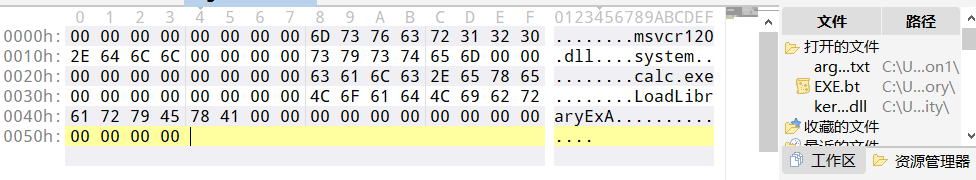 0 1 2 3 4 5 6 7 8 9 A B C D E F 0123456789ABCDEF
0000h: 00 00 00 00 00 00 00 00 6D 73 76 63 72 31 32 30 ........msvcr120
0010h: 2E 64 6C 6C 00 00 00 00 73 79 73 74 65 6D 00 00 .dll....system..
0020h: 00 00 00 00 00 00 00 00 63 61 6C 63 2E 65 78 65 ........calc.exe
0030h: 00 00 00 00 00 00 00 00 4C 6F 61 64 4C 69 62 72 ........LoadLibr
0040h: 61 72 79 45 78 41 00 00 00 00 00 00 00 00 00 00 aryExA..........
0050h: 00 00 00 00 ....
文件 路径
打开的文件
arg...txt C:\U...on1\
EXE.bt C:\U...ory\
ker...dll C:\U...ity\
收藏的文件
最近的文件
工作区 资源管理器